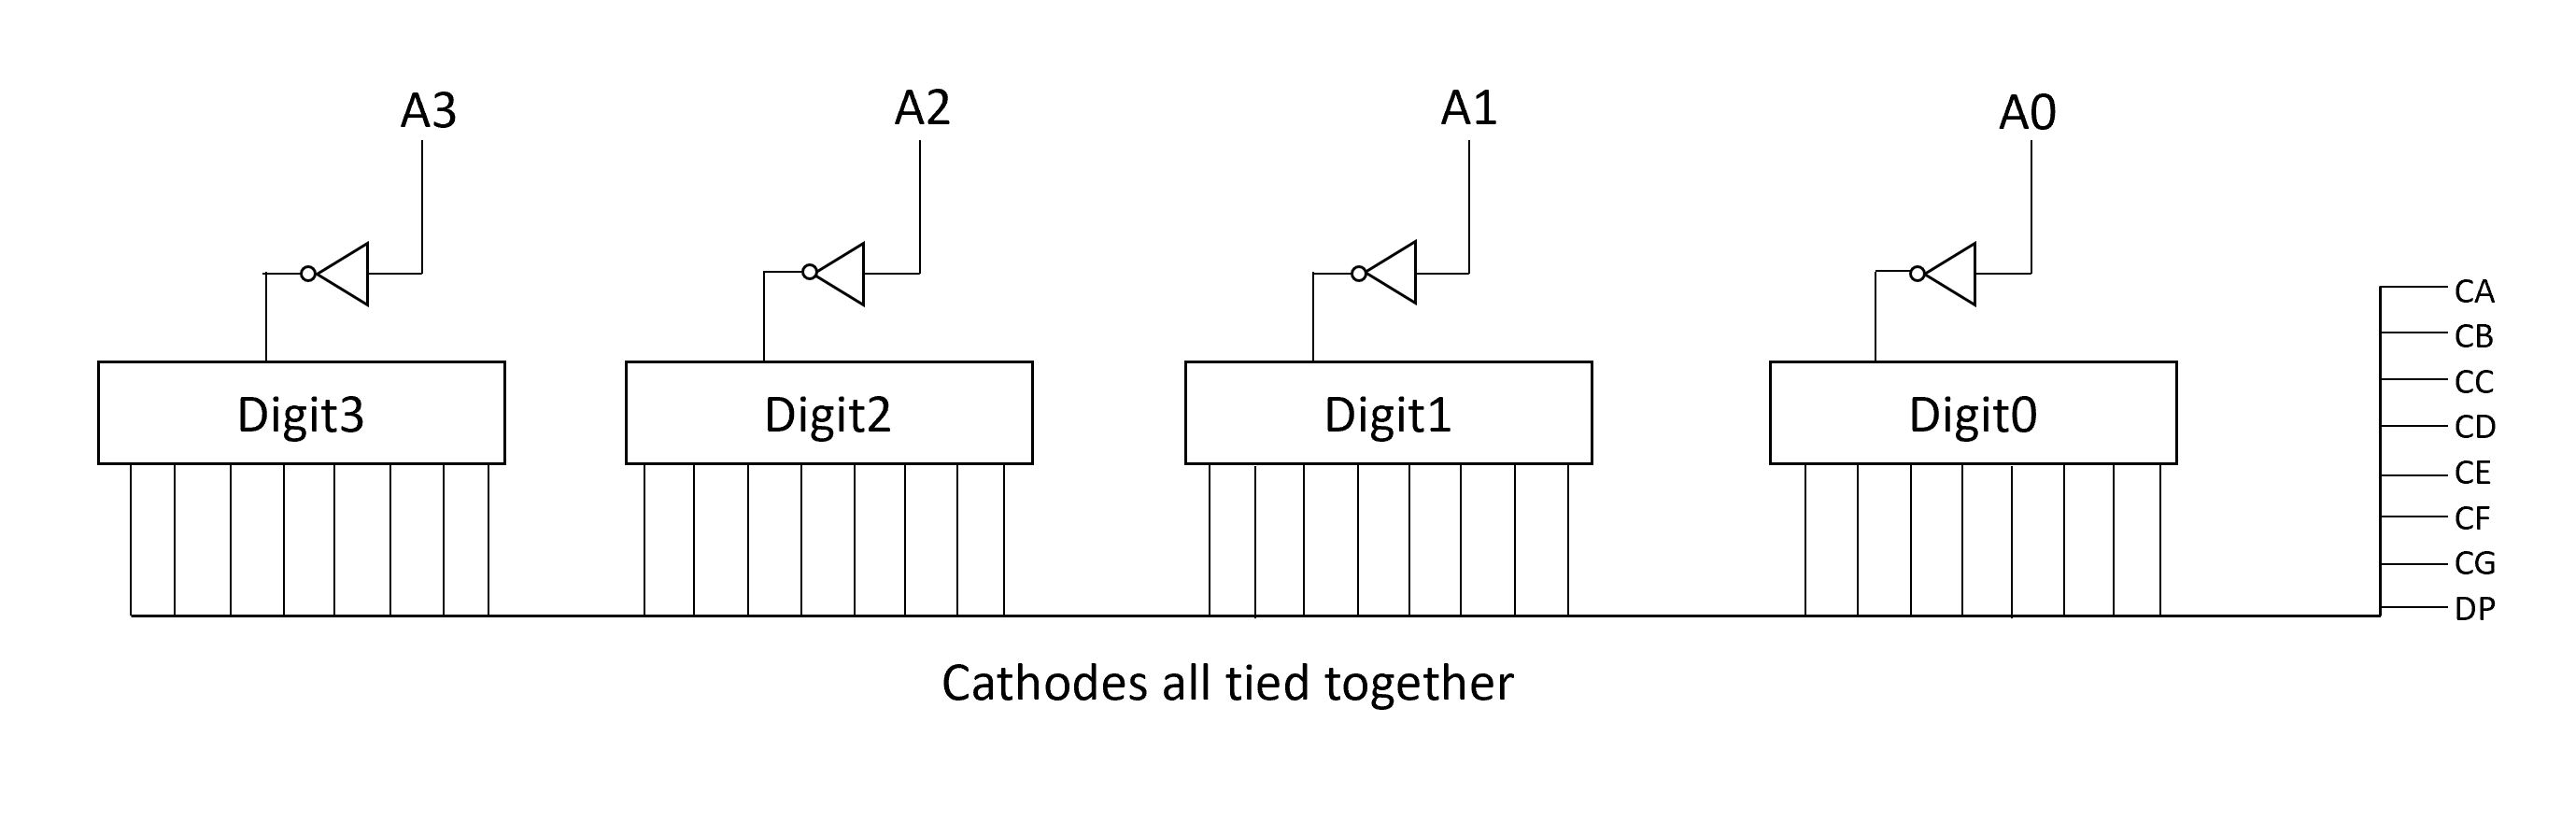 A3
A2
A1
A0
CA
CB
CC
CD
CE
CF
CG
DP
Digit3
Digit2
Digit1
Digit0
Cathodes all tied together